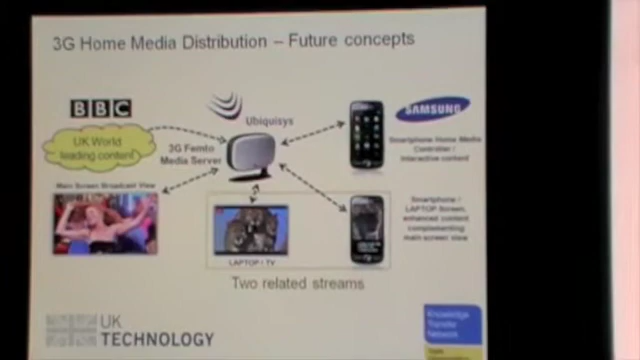 3G Home Media Distribution – Future concepts
BBC
UK World
leading content
Ubiquisys
3G Femto
Media Server
SAMSUNG
Smartphone Home Media
Controller /
Interactive content
Main Screen Broadcast View
Smartphone /
LAPTOP Screen,
enhanced content
complementing
main screen view
LAPTOP / TV
Two related streams
UK
TECHNOLOGY
Knowledge
Transfer
Network